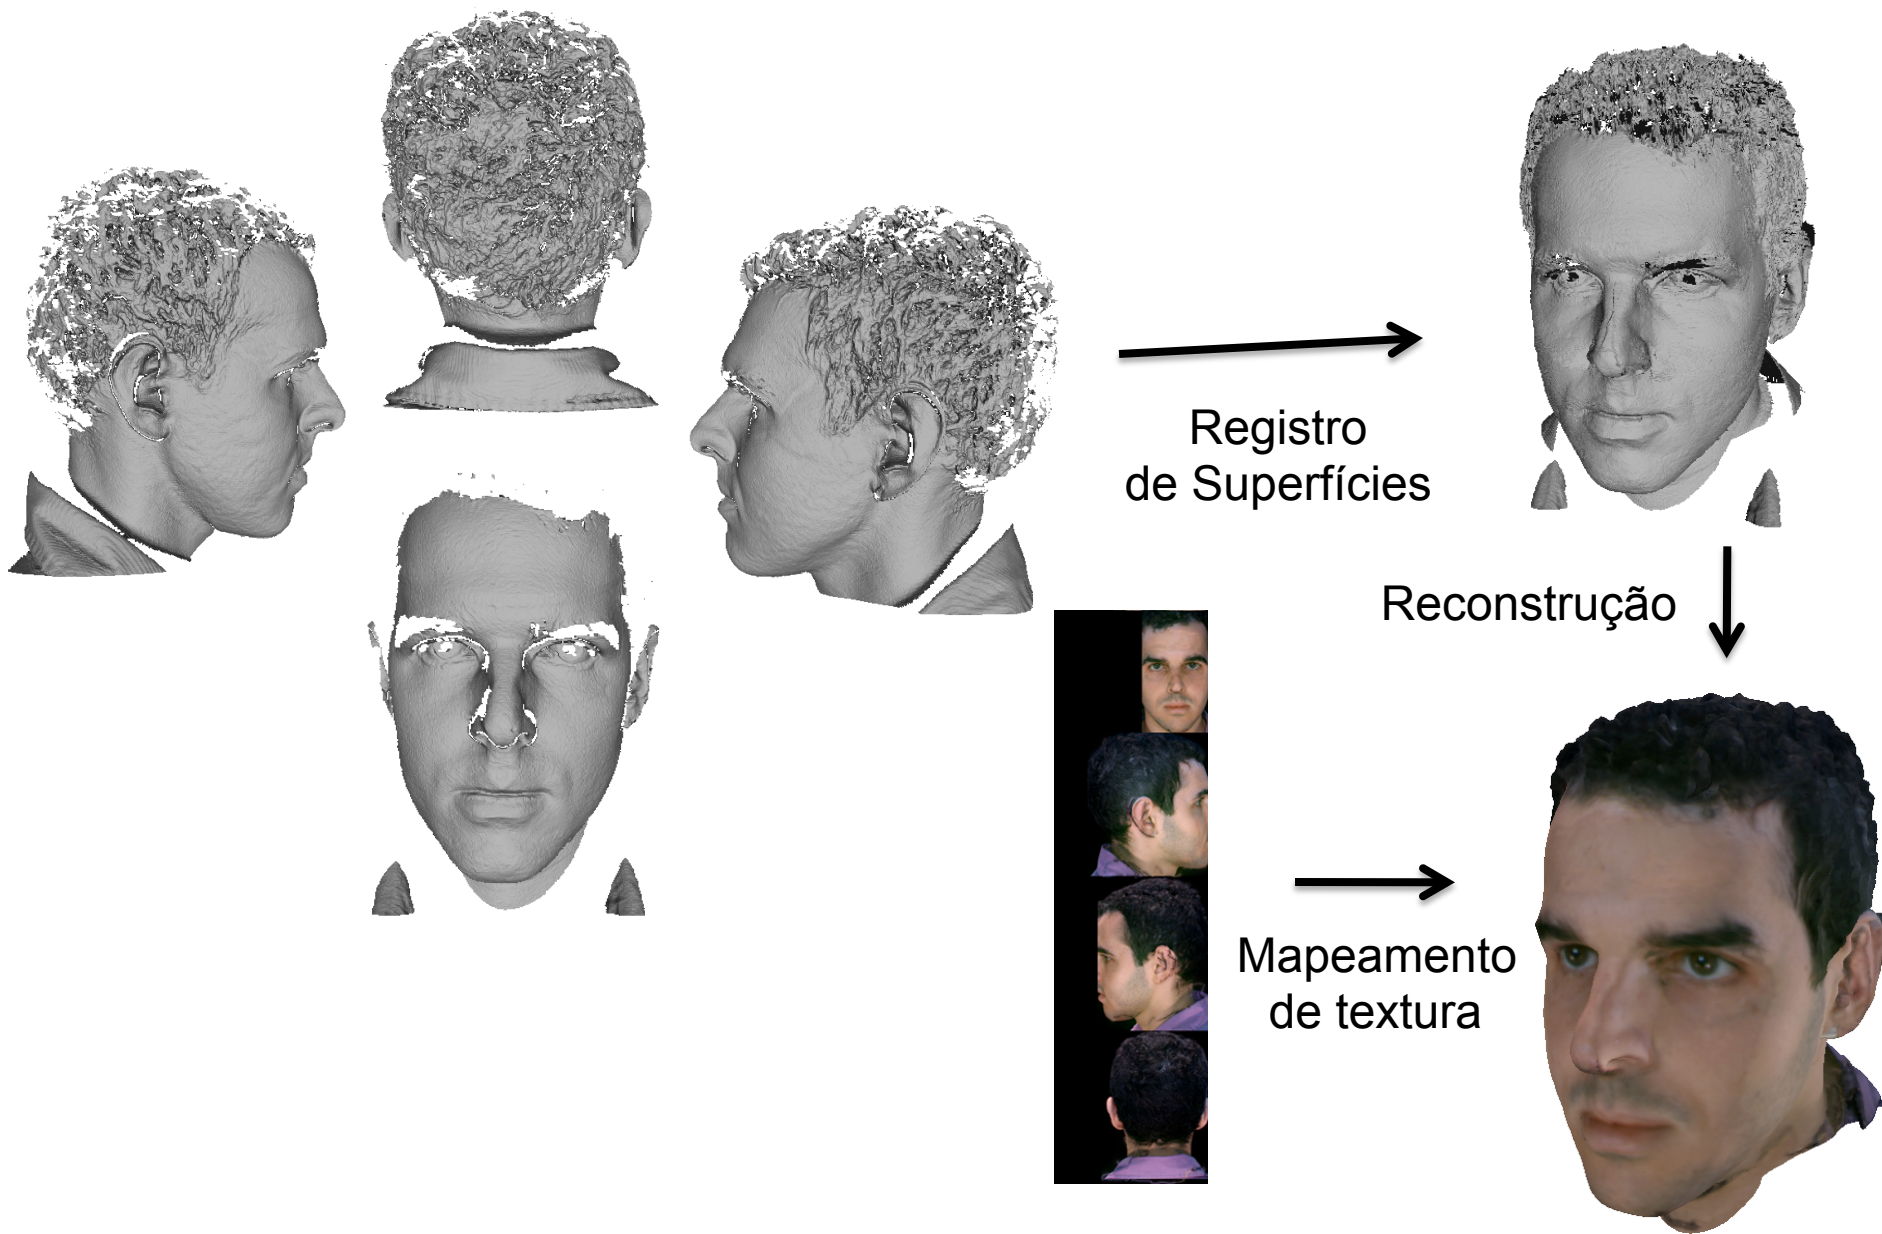 Registro
de Superfícies
Reconstrução
Mapeamento
de textura